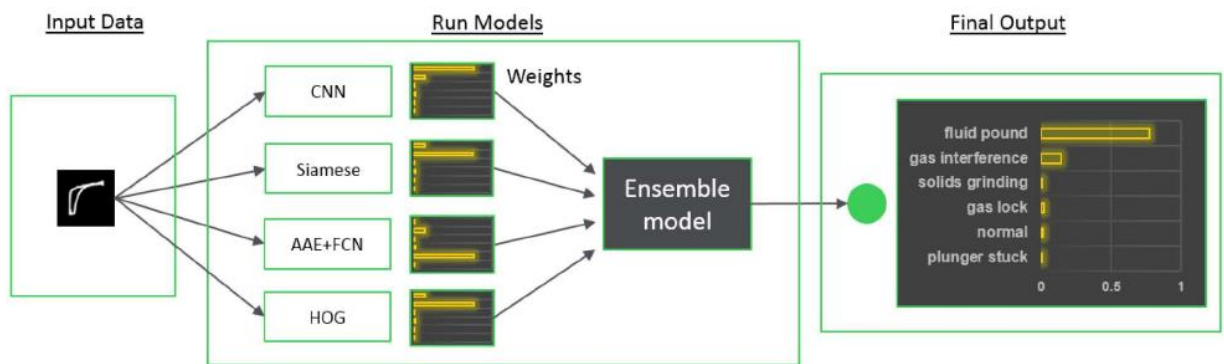 Input Data
Run Models
Final Output
CNN
Weights
Siamese
AAE+FCN
HOG
Ensemble
model
fluid pound
gas interference
solids grinding
gas lock
normal
plunger stuck
0 0.5 1